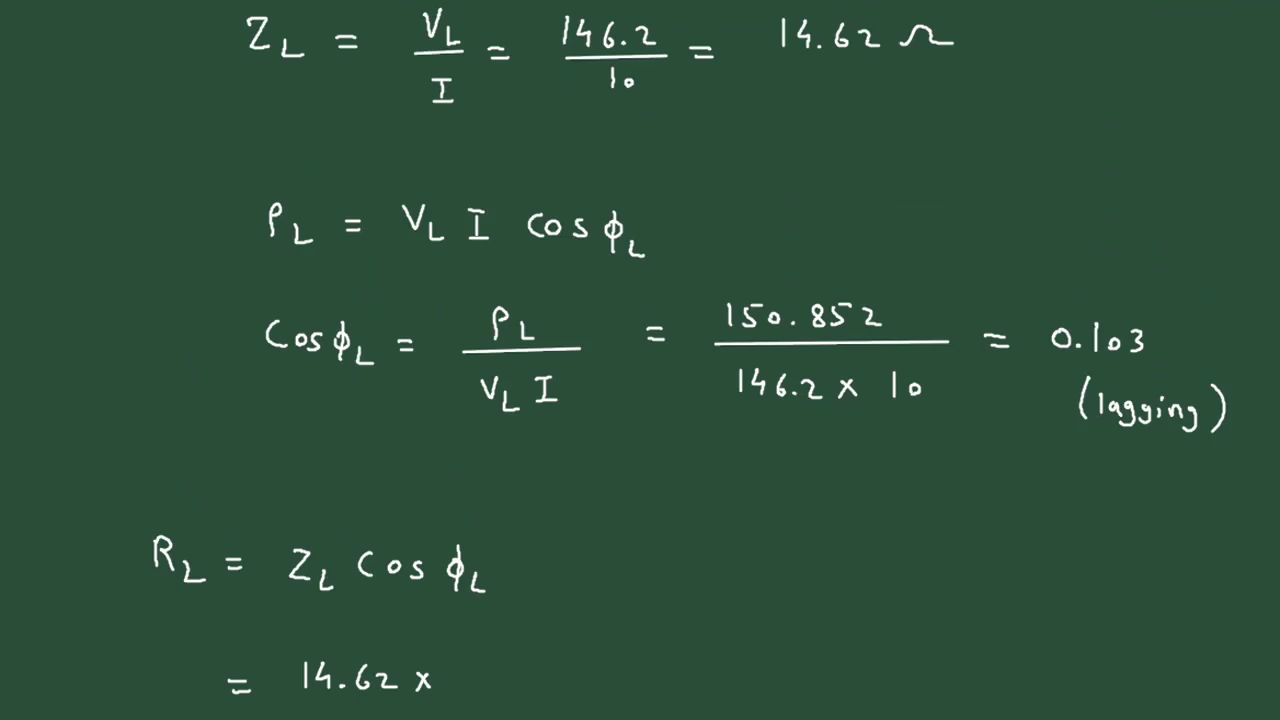 Z_L = V_L / I = 146.2 / 10 = 14.62 Ω
P_L = V_L I Cos ϕ_L
Cos ϕ_L = P_L / V_L I = 150.852 / 146.2 x 10 = 0.103
(lagging)
R_L = Z_L Cos ϕ_L
= 14.62 x